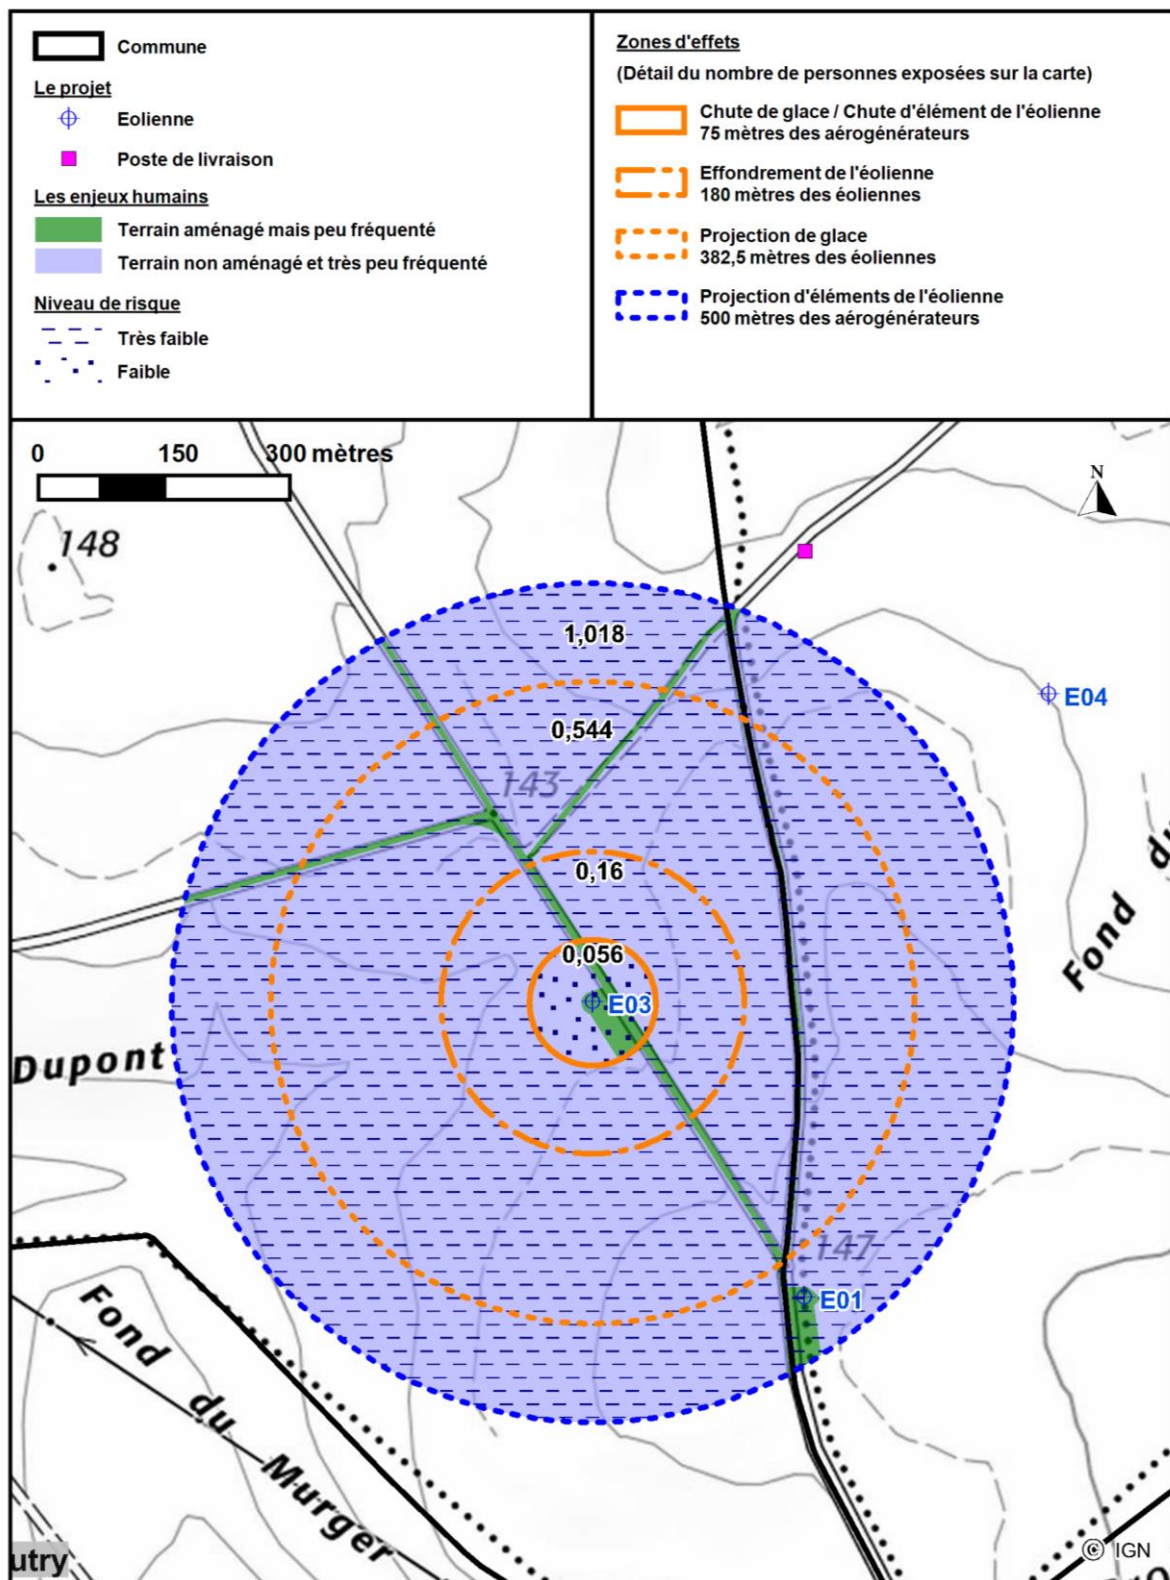 Commune
Le projet
Eolienne
Poste de livraison
Les enjeux humains
Terrain aménagé mais peu fréquenté
Terrain non aménagé et très peu fréquenté
Niveau de risque
Très faible
Faible
Zones d'effets
(Détail du nombre de personnes exposées sur la carte)
Chute de glace / Chute d'élément de l'éolienne
75 mètres des aérogénérateurs
Effondrement de l'éolienne
180 mètres des éoliennes
Projection de glace
382,5 mètres des éoliennes
Projection d'éléments de l'éolienne
500 mètres des aérogénérateurs
0 150 300 mètres
N
148
1,018
E04
0,544
143
0,16
Fond du
0,056
E03
Dupont
147
E01
Fond du Murger
utry
© IGN